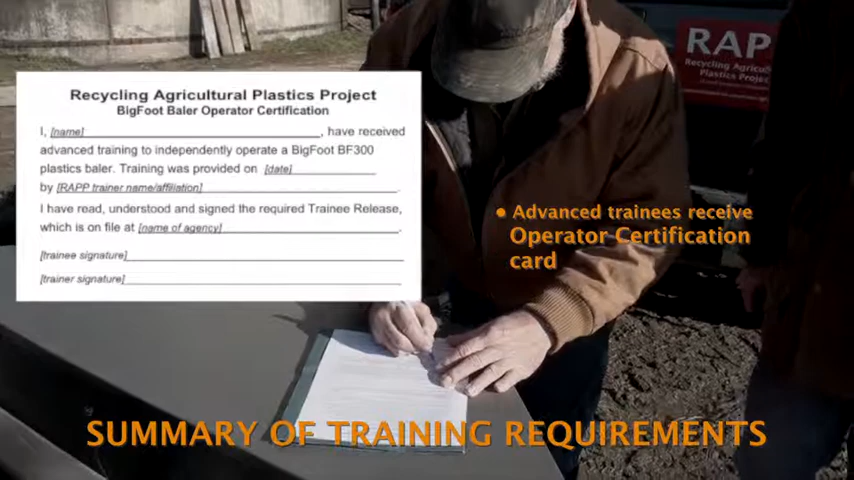 Recycling Agricultural Plastics Project
BigFoot Baler Operator Certification
I, [name], have received
advanced training to independently operate a BigFoot BF300
plastics baler. Training was provided on [date]
by [RAPP trainer name/affiliation].
I have read, understood and signed the required Trainee Release,
which is on file at [name of agency].
[trainee signature]
[trainer signature]
RAPP
Recycling
Plastics
• Advanced trainees receive
Operator Certification
card
SUMMARY OF TRAINING REQUIREMENTS